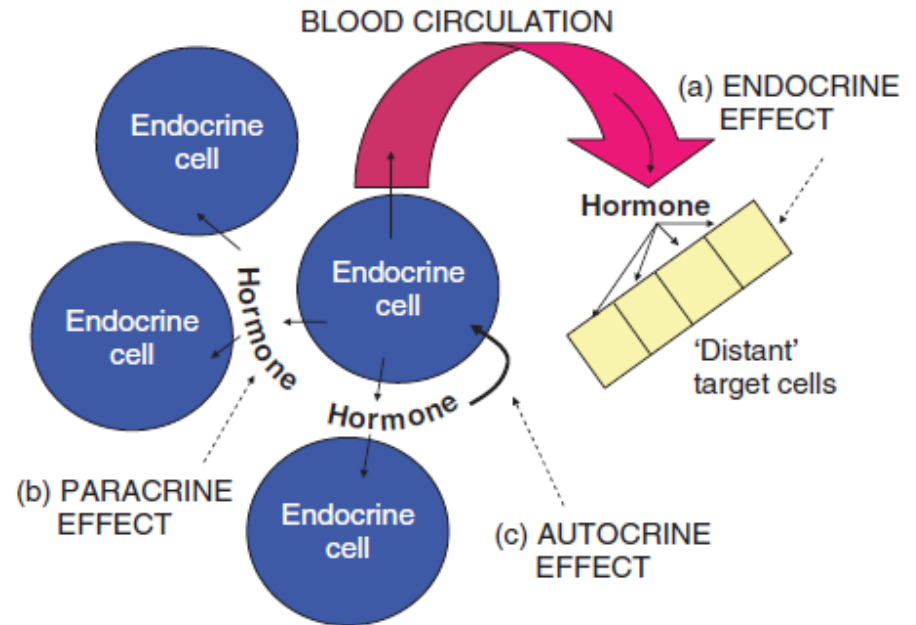 BLOOD CIRCULATION
(a) ENDOCRINE
EFFECT
Endocrine
cell
Hormone
Endocrine
cell
Endocrine
cell
Hormone
'Distant'
target cells
Hormone
(b) PARACRINE
EFFECT
Endocrine
cell
(c) AUTOCRINE
EFFECT